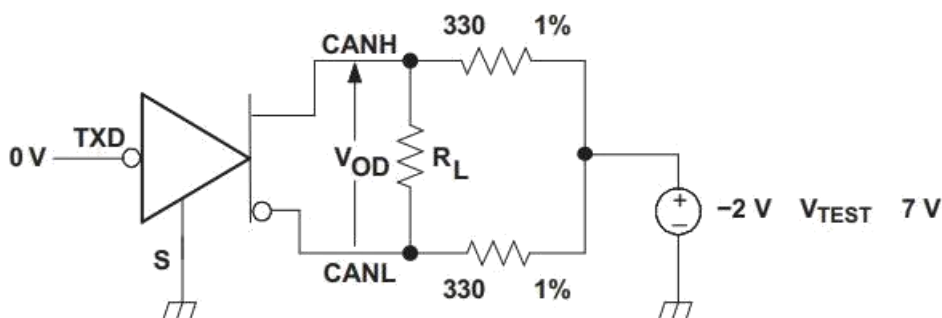 330 1%
CANH
TXD
0 V
VOD
RL
+
−
−2 V VTEST 7 V
S
CANL
330 1%